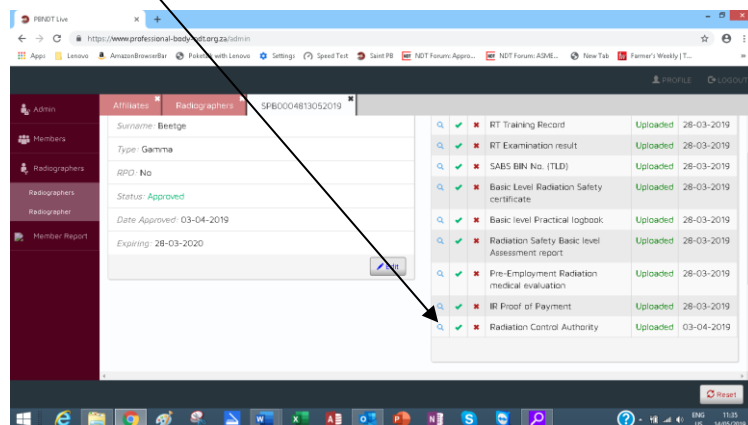 PBNDT Live
https://www.professional-body-ndt.org.za/admin
Apps Lenovo AmazonBrowserBar Pokki with Lenovo Settings Speed Test Saint PB NDT Forum: Appro... NDT Forum: ASME... New Tab Farmer's Weekly | T...
PROFILE LOGOUT
Admin
Members
Radiographers
Radiographers
Radiographer
Member Report
Affiliates Radiographers SPB0004813052019
Surname: Beetge
Type: Gamma
RPO: No
Status: Approved
Date Approved: 03-04-2019
Expiring: 28-03-2020
Edit
RT Training Record Uploaded 28-03-2019
RT Examination result Uploaded 28-03-2019
SABS BIN No. (TLD) Uploaded 28-03-2019
Basic Level Radiation Safety Uploaded 28-03-2019
certificate
Basic level Practical logbook Uploaded 28-03-2019
Radiation Safety Basic level Uploaded 28-03-2019
Assessment report
Pre-Employment Radiation Uploaded 28-03-2019
medical evaluation
IR Proof of Payment Uploaded 28-03-2019
Radiation Control Authority Uploaded 03-04-2019
Reset
ENG 11:35
US 14/05/2019